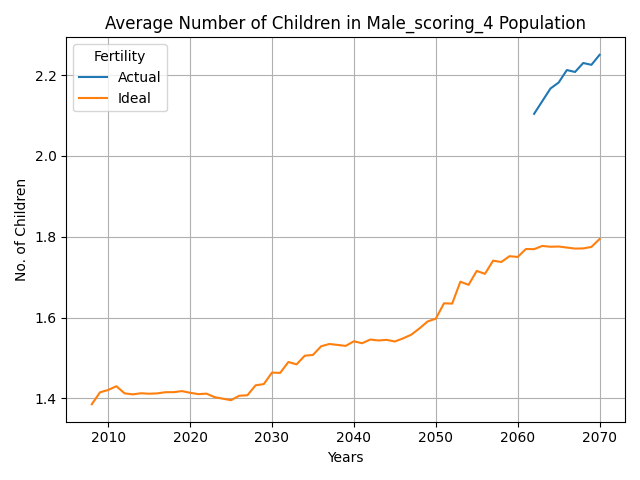 Average Number of Children in Male_scoring_4 Population
Fertility
Actual
Ideal
No. of Children
2.2
2.0
1.8
1.6
1.4
2010 2020 2030 2040 2050 2060 2070
Years